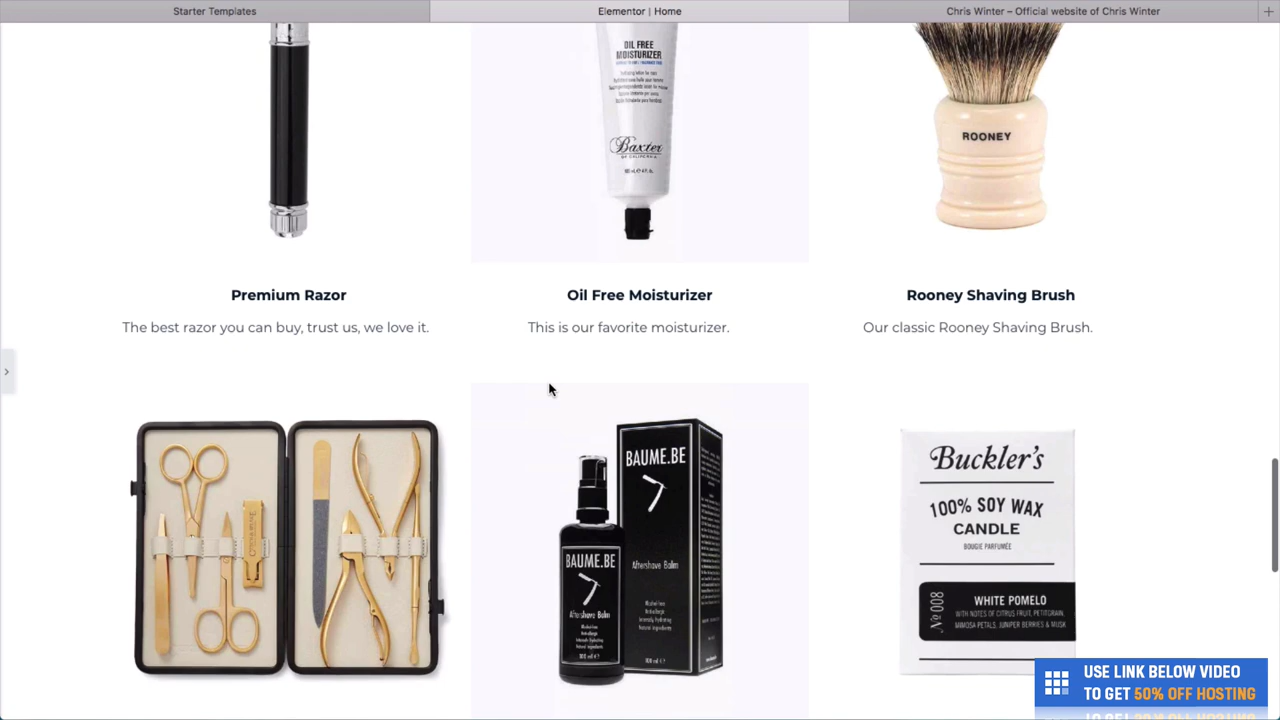 Starter Templates
Elementor | Home
Chris Winter – Official website of Chris Winter
OIL FREE
MOISTURIZER
Baxter
OF CALIFORNIA
ROONEY
Premium Razor
Oil Free Moisturizer
Rooney Shaving Brush
The best razor you can buy, trust us, we love it.
This is our favorite moisturizer.
Our classic Rooney Shaving Brush.
BAUME.BE
Aftershave Balm
BAUME.BE
Aftershave Balm
Buckler's
100% SOY WAX
CANDLE
BOUGIE PARFUMÉE
Nº 008
WHITE POMELO
WITH NOTES OF CITRUS FRUIT, PETITGRAIN,
MIMOSA PETALS, JUNIPER BERRIES & MUSK
USE LINK BELOW VIDEO
TO GET 50% OFF HOSTING